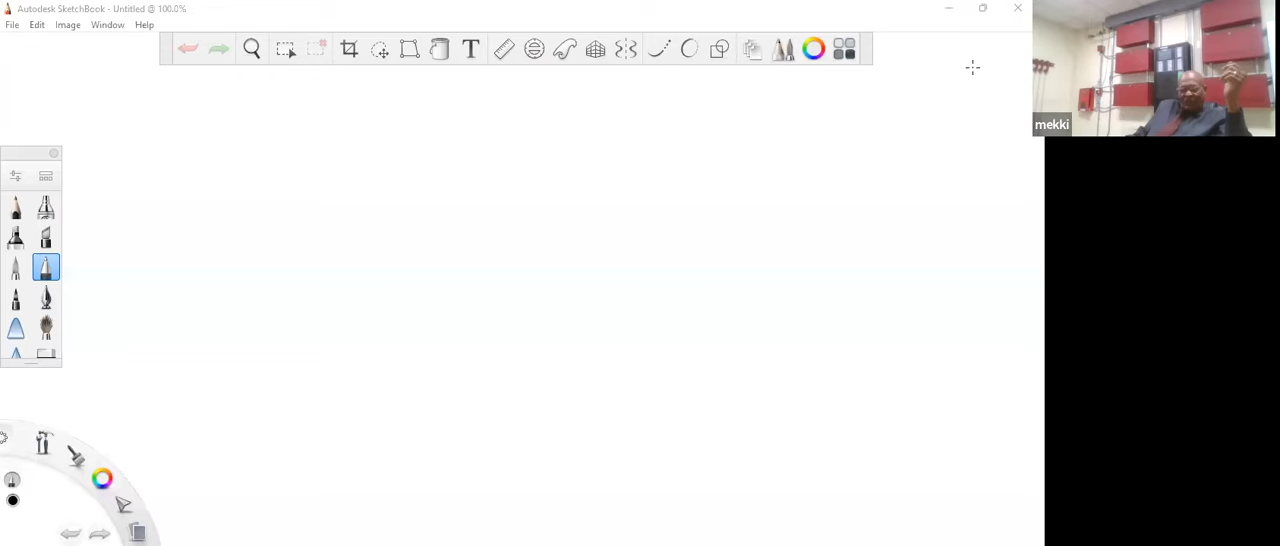 Autodesk SketchBook - Untitled @ 100.0%
File Edit Image Window Help
T
mekki